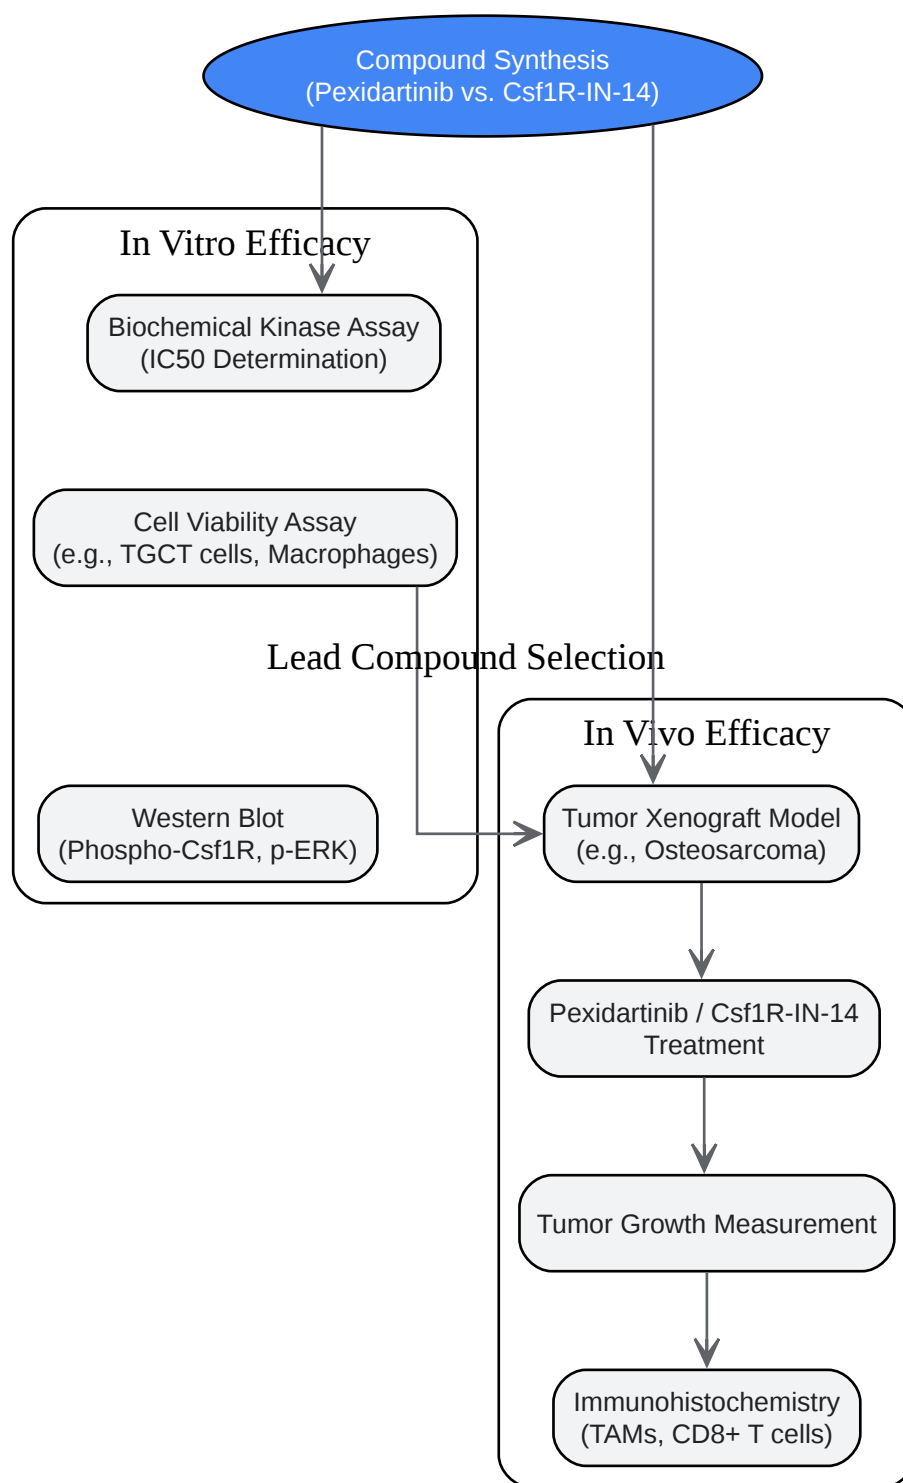 Compound Synthesis
(Pexidartinib vs. Csf1R-IN-14)
In Vitro Efficacy
Biochemical Kinase Assay
(IC50 Determination)
Cell Viability Assay
(e.g., TGCT cells, Macrophages)
Lead Compound Selection
Western Blot
(Phospho-Csf1R, p-ERK)
In Vivo Efficacy
Tumor Xenograft Model
(e.g., Osteosarcoma)
Pexidartinib / Csf1R-IN-14
Treatment
Tumor Growth Measurement
Immunohistochemistry
(TAMs, CD8+ T cells)